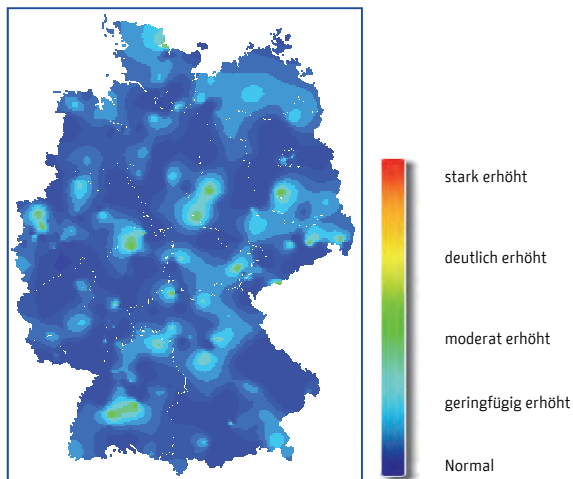 stark erhöht
deutlich erhöht
moderat erhöht
geringfügig erhöht
Normal